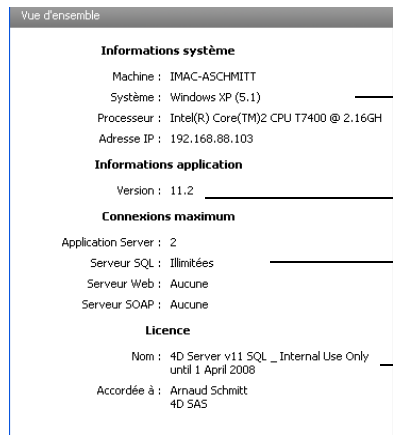 Vue d'ensemble
Informations système
Machine : IMAC-ASCHMITT
Système : Windows XP (5.1)
Processeur : Intel(R) Core(TM)2 CPU T7400 @ 2.16GH
Adresse IP : 192.168.88.103
Informations application
Version : 11.2
Connexions maximum
Application Server : 2
Serveur SQL : Illimitées
Serveur Web : Aucune
Serveur SOAP : Aucune
Licence
Nom : 4D Server v11 SQL _ Internal Use Only
until 1 April 2008
Accordée à : Arnaud Schmitt
4D SAS